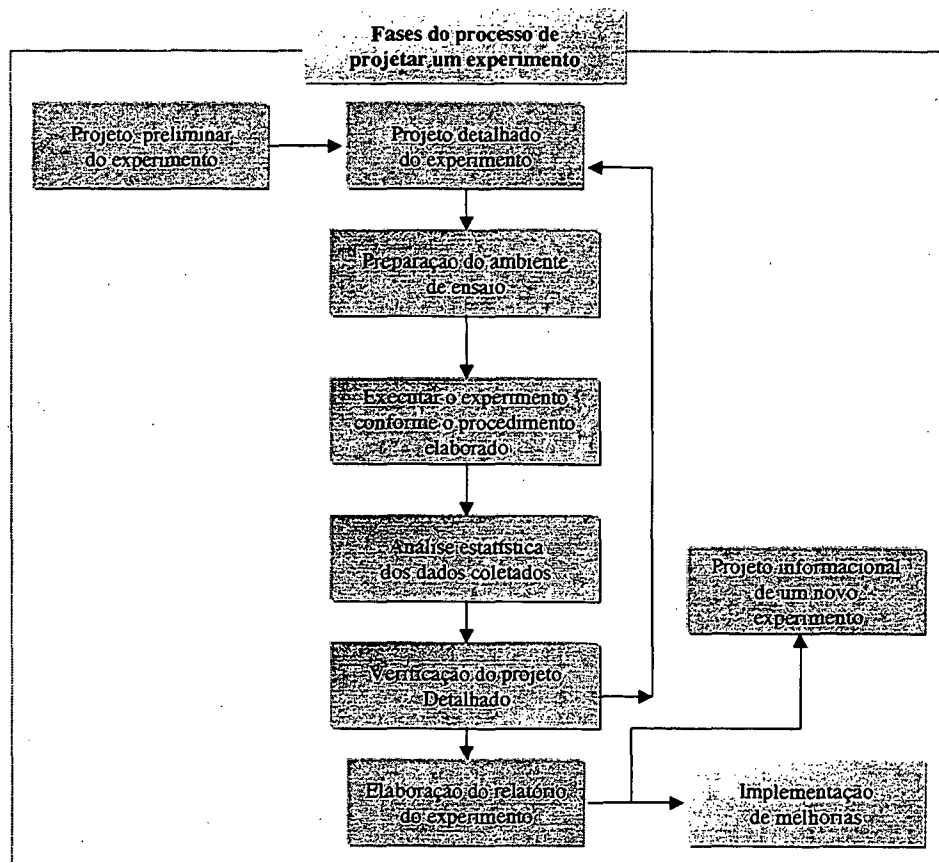 Fases do processo de
projetar um experimento
Projeto preliminar
do experimento
Projeto detalhado
do experimento
Preparação do ambiente
de ensaio
Executar o experimento
conforme o procedimento
elaborado
Análise estatística
dos dados coletados
Projeto informacional
de um novo
experimento
Verificação do projeto
Detalhado
Elaboração do relatório
do experimento
Implementação
de melhorias